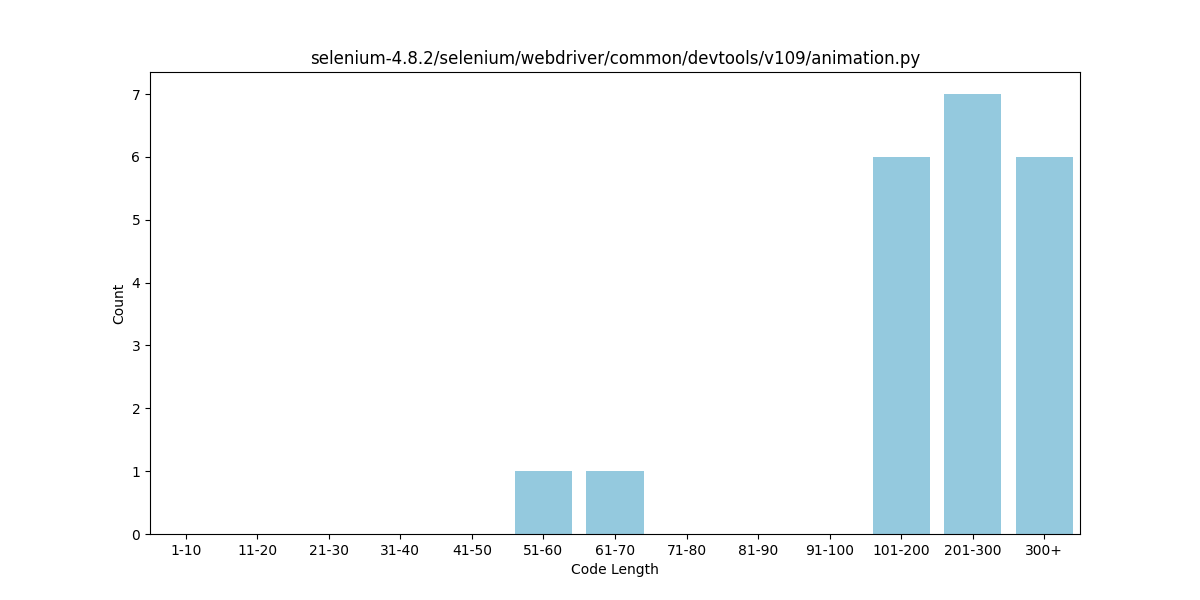 selenium-4.8.2/selenium/webdriver/common/devtools/v109/animation.py
7
6
5
4
3
2
1
0
Count
1-10 11-20 21-30 31-40 41-50 51-60 61-70 71-80 81-90 91-100 101-200 201-300 300+
Code Length